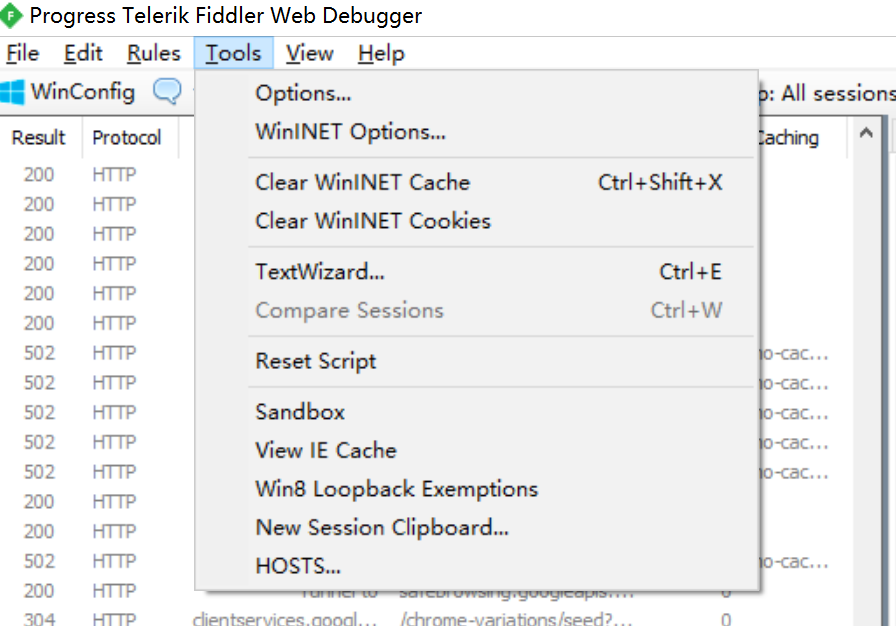 Progress Telerik Fiddler Web Debugger
File Edit Rules Tools View Help
WinConfig p: All sessions
Result Protocol Caching
Options...
WinINET Options...
Clear WinINET Cache Ctrl+Shift+X
Clear WinINET Cookies
TextWizard... Ctrl+E
Compare Sessions Ctrl+W
Reset Script
Sandbox
View IE Cache
Win8 Loopback Exemptions
New Session Clipboard...
HOSTS...
200 HTTP
200 HTTP
200 HTTP
200 HTTP
200 HTTP
200 HTTP
502 HTTP no-cac...
502 HTTP no-cac...
502 HTTP no-cac...
502 HTTP no-cac...
502 HTTP no-cac...
200 HTTP
200 HTTP
502 HTTP no-cac...
200 HTTP Tunnel to safebrowsing.googleapis.... 0
304 HTTP clientservices.googl... /chrome-variations/seed?... 0